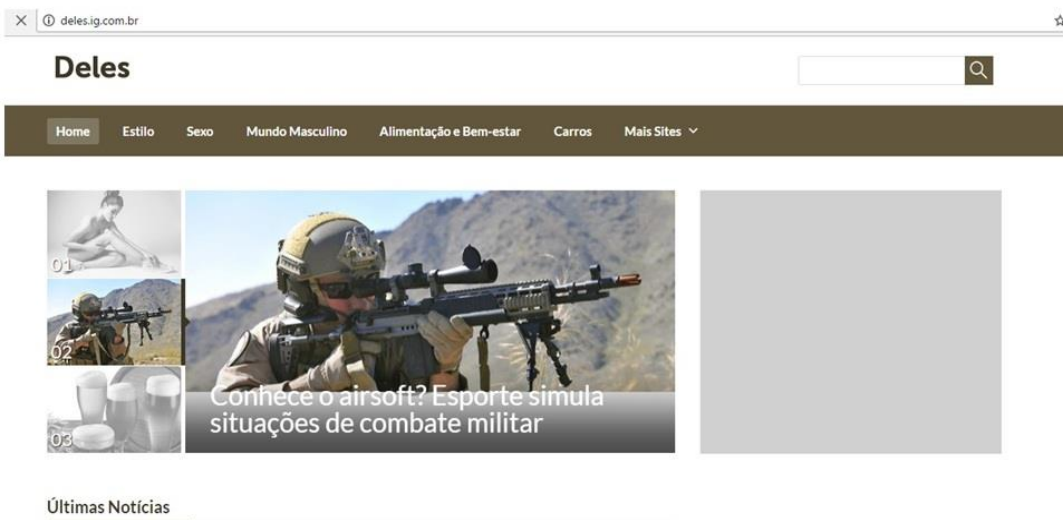 deles.ig.com.br
Deles
Home Estilo Sexo Mundo Masculino Alimentação e Bem-estar Carros Mais Sites
01
02
03
Conhece o airsoft? Esporte simula
situações de combate militar
Últimas Notícias